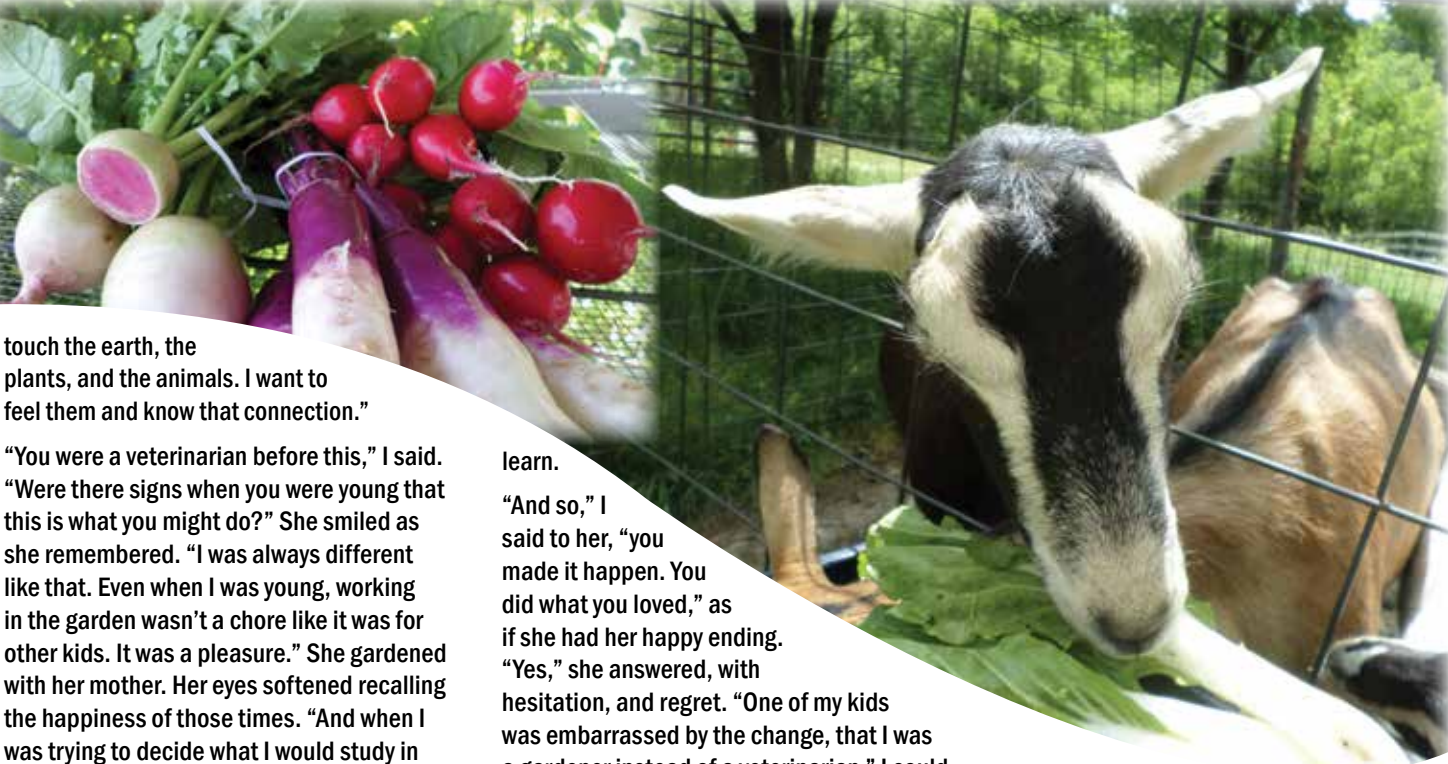 touch the earth, the
plants, and the animals. I want to
feel them and know that connection.”
“You were a veterinarian before this,” I said.
“Were there signs when you were young that
this is what you might do?” She smiled as
she remembered. “I was always different
like that. Even when I was young, working
in the garden wasn’t a chore like it was for
other kids. It was a pleasure.” She gardened
with her mother. Her eyes softened recalling
the happiness of those times. “And when I
was trying to decide what I would study in
learn.
“And so,” I
said to her, “you
made it happen. You
did what you loved,” as
if she had her happy ending.
“Yes,” she answered, with
hesitation, and regret. “One of my kids
was embarrassed by the change, that I was
a gardener instead of a veterinarian.” I could